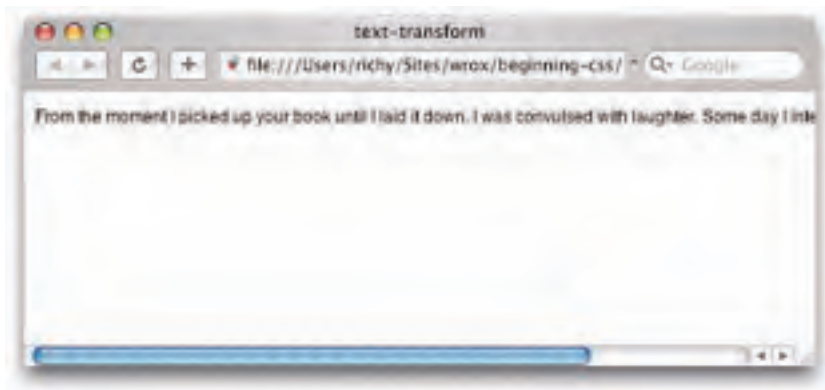 text-transform
file:///Users/richy/Sites/wrox/beginning-css/
Google
From the moment I picked up your book until I laid it down. I was convulsed with laughter. Some day I inte